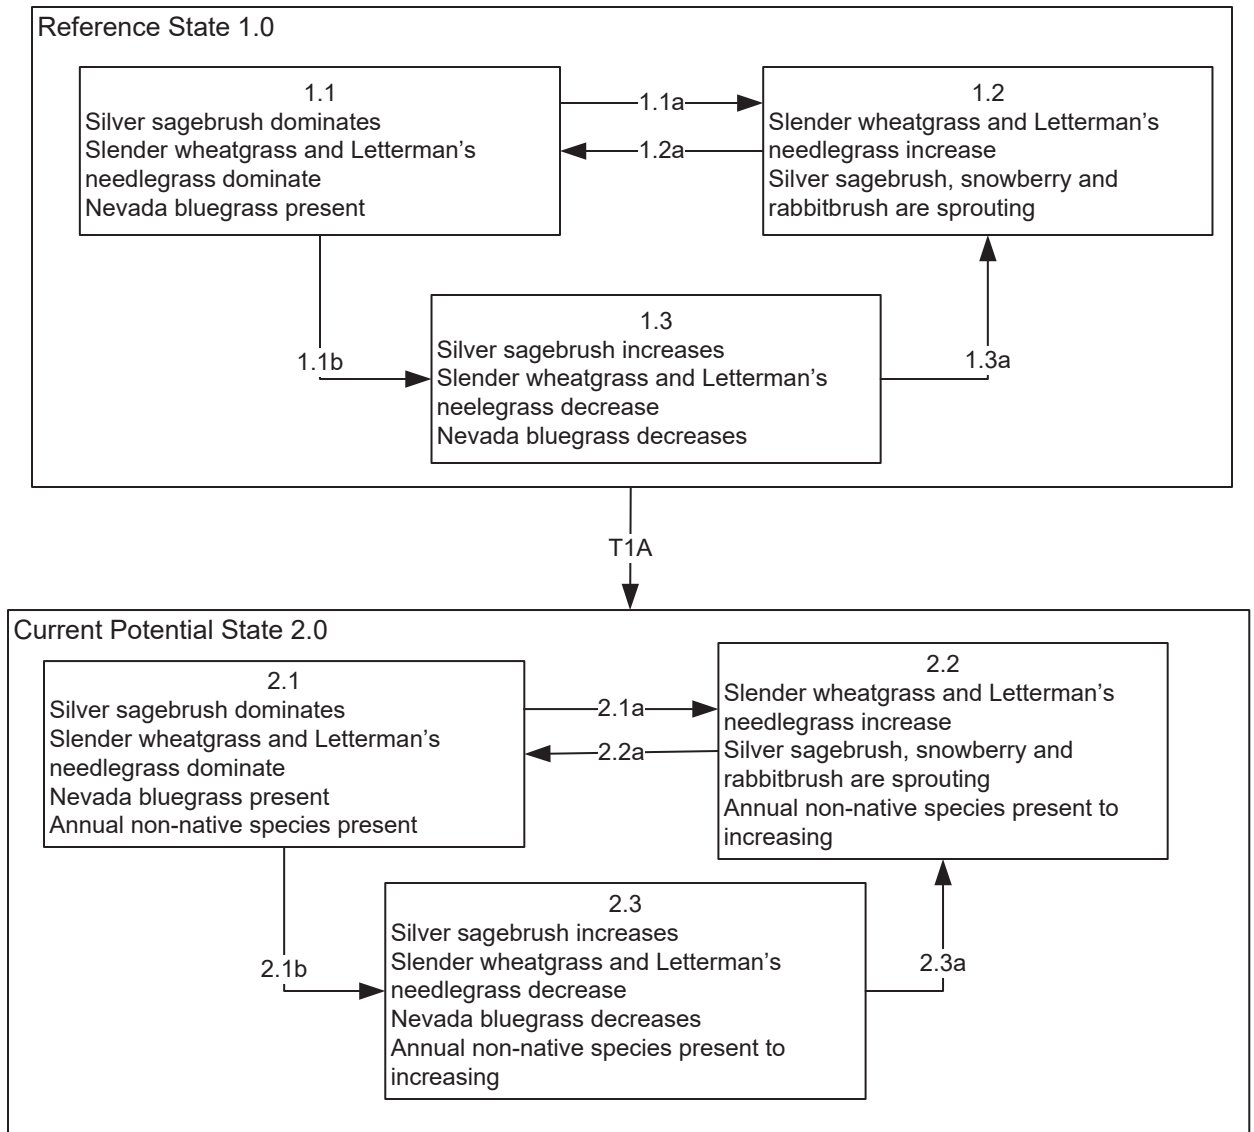 Reference State 1.0
1.1
Silver sagebrush dominates
Slender wheatgrass and Letterman’s
needlegrass dominate
Nevada bluegrass present
1.1a
1.2a
1.2
Slender wheatgrass and Letterman’s
needlegrass increase
Silver sagebrush, snowberry and
rabbitbrush are sprouting
1.1b
1.3
Silver sagebrush increases
Slender wheatgrass and Letterman’s
neelegrass decrease
Nevada bluegrass decreases
1.3a
T1A
Current Potential State 2.0
2.1
Silver sagebrush dominates
Slender wheatgrass and Letterman’s
needlegrass dominate
Nevada bluegrass present
Annual non-native species present
2.1a
2.2a
2.2
Slender wheatgrass and Letterman’s
needlegrass increase
Silver sagebrush, snowberry and
rabbitbrush are sprouting
Annual non-native species present to
increasing
2.1b
2.3
Silver sagebrush increases
Slender wheatgrass and Letterman’s
needlegrass decrease
Nevada bluegrass decreases
Annual non-native species present to
increasing
2.3a